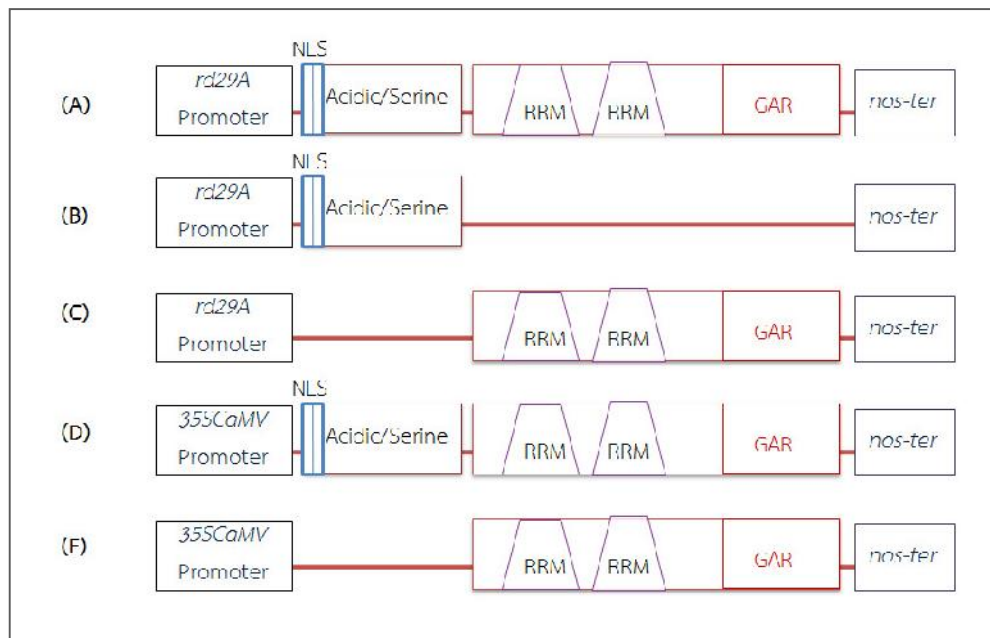 NLS
(A)
rd29A
Promoter
Acidic/Serine
RRM
RRM
GAR
nos-ter
NLS
(B)
rd29A
Promoter
Acidic/Serine
nos-ter
(C)
rd29A
Promoter
RRM
RRM
GAR
nos-ter
NLS
(D)
35SCaMV
Promoter
Acidic/Serine
RRM
RRM
GAR
nos-ter
(F)
35SCaMV
Promoter
RRM
RRM
GAR
nos-ter